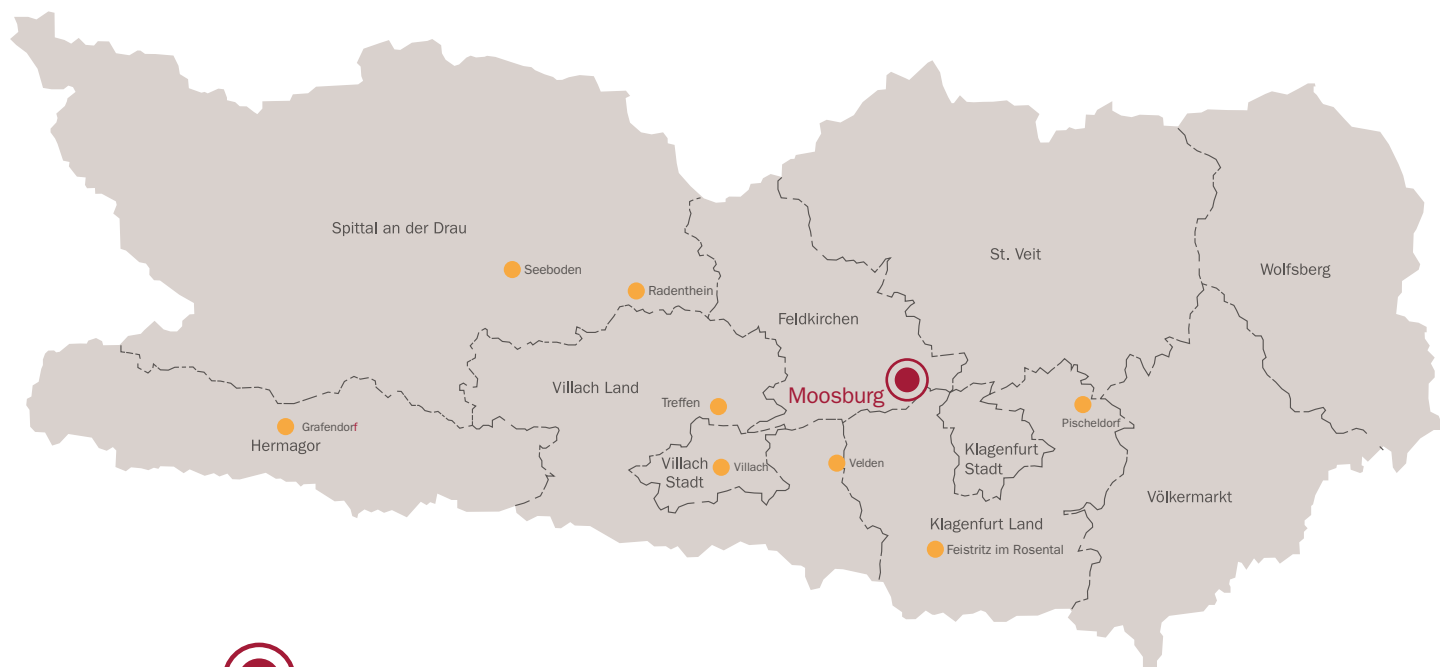 Spittal an der Drau
Seeboden
Radenthein
St. Veit
Wolfsberg
Feldkirchen
Villach Land
Moosburg
Treffen
Grafendorf
Hermagor
Pischeldorf
Klagenfurt
Stadt
Villach
Stadt
Villach
Velden
Völkermarkt
Klagenfurt Land
Feistritz im Rosental